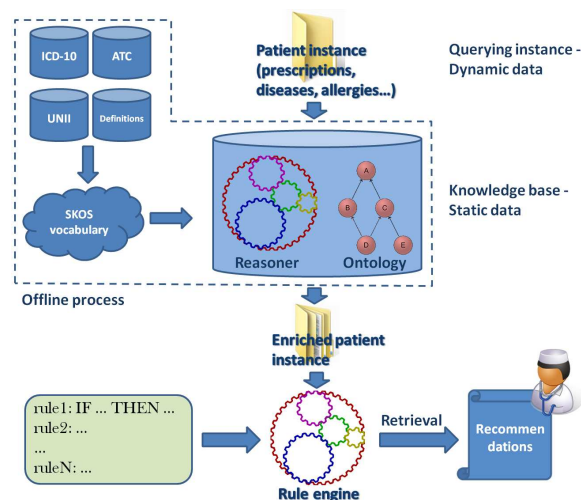 ICD-10
ATC
UNII
Definitions
Patient instance
(prescriptions,
diseases, allergies...)
Querying instance -
Dynamic data
SKOS
vocabulary
A
B
C
D
E
Reasoner
Ontology
Knowledge base -
Static data
Offline process
Enriched patient
instance
rule1: IF ... THEN ...
rule2: ...
...
ruleN: ...
Rule engine
Retrieval
Recommen
dations